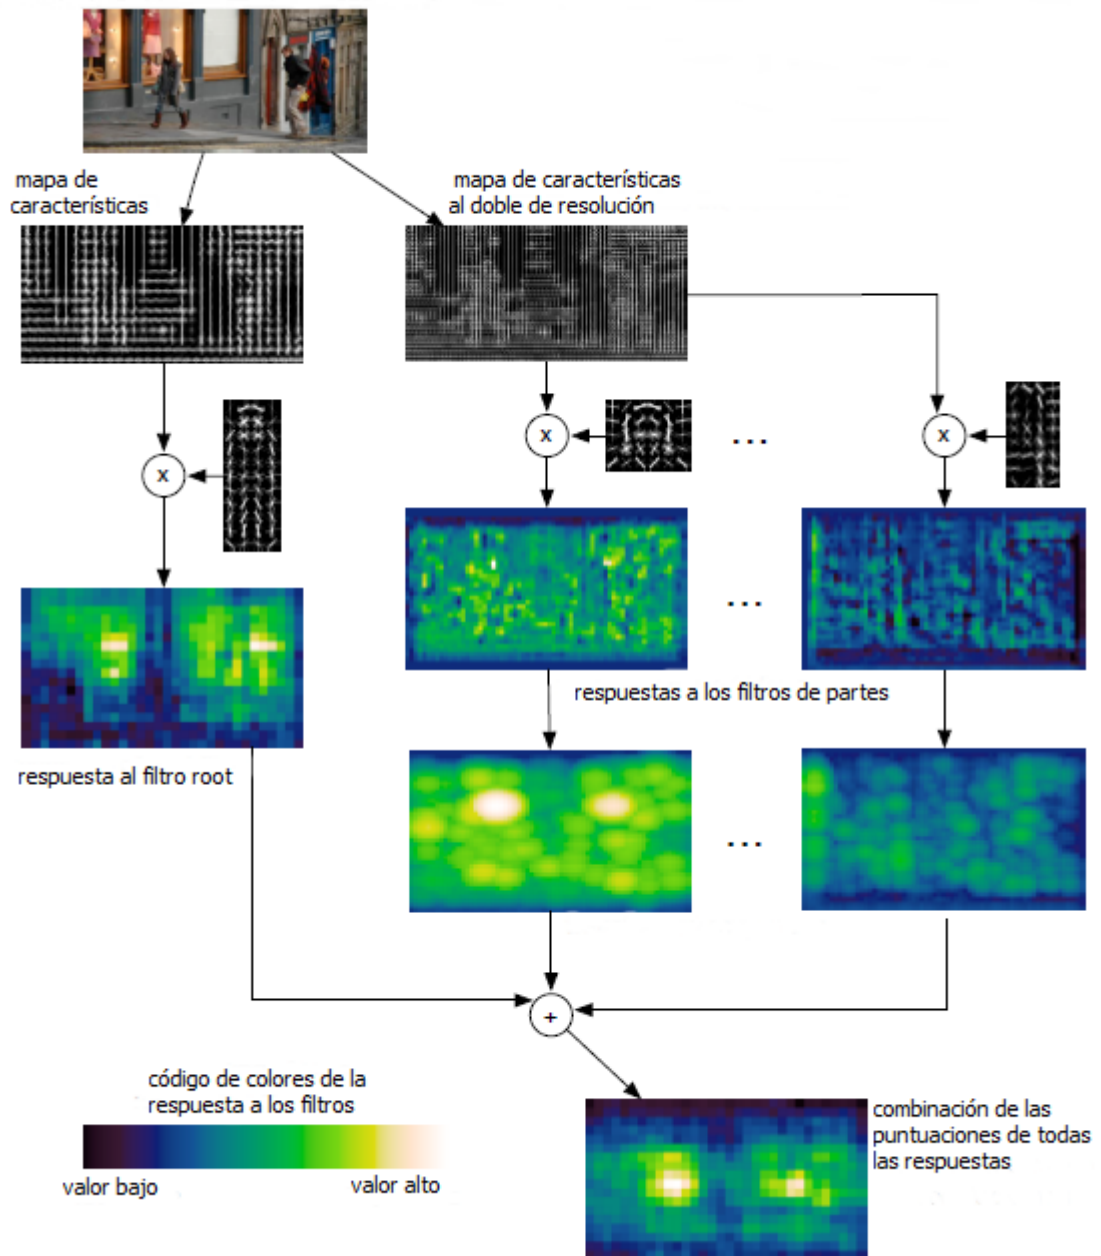 mapa de
características
mapa de características
al doble de resolución
x
x
...
x
...
respuestas a los filtros de partes
respuesta al filtro root
...
+
código de colores de la
respuesta a los filtros
valor bajo
valor alto
combinación de las
puntuaciones de todas
las respuestas